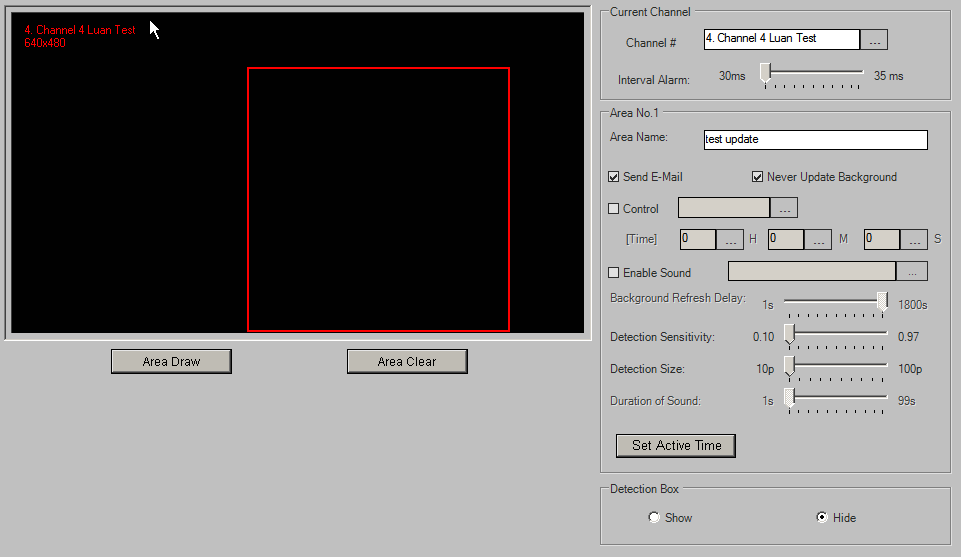 4. Channel 4 Luan Test
640x480
Area Draw
Area Clear
Current Channel
Channel #
4. Channel 4 Luan Test
...
Interval Alarm:
30ms
35 ms
Area No.1
Area Name:
test update
Send E-Mail
Never Update Background
Control
...
[Time]
0
...
H
0
...
M
0
...
S
Enable Sound
...
Background Refresh Delay:
1s
1800s
Detection Sensitivity:
0.10
0.97
Detection Size:
10p
100p
Duration of Sound:
1s
99s
Set Active Time
Detection Box
Show
Hide